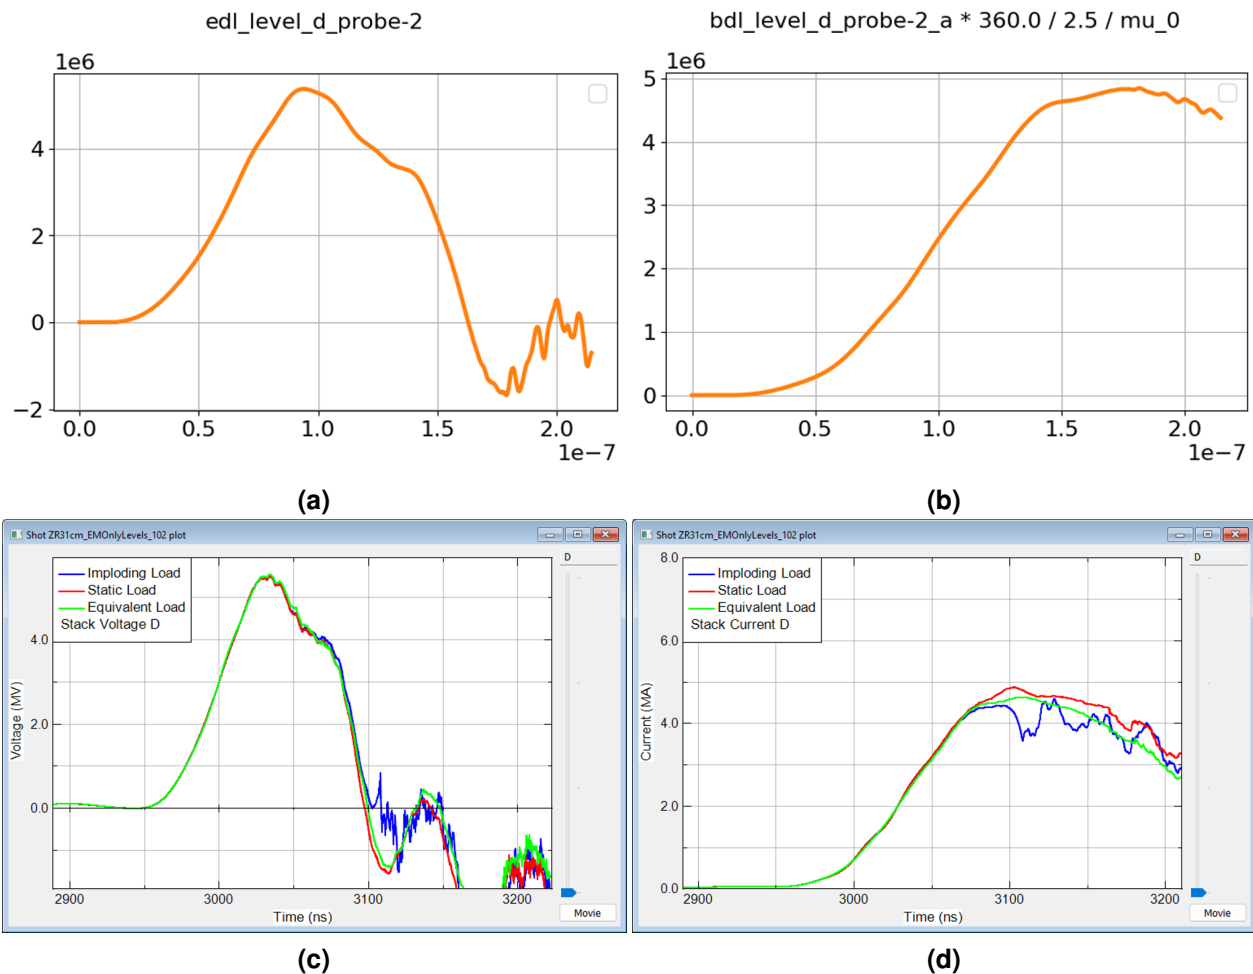 edl_level_d_probe-2
1e6
4
2
0
−2
0.0 0.5 1.0 1.5 2.0
1e−7
(a)
bdl_level_d_probe-2_a * 360.0 / 2.5 / mu_0
1e6
5
4
3
2
1
0
0.0 0.5 1.0 1.5 2.0
1e−7
(b)
Shot ZR31cm_EMOnlyLevels_102 plot
D
Imploding Load
Static Load
Equivalent Load
Stack Voltage D
Voltage (MV)
4.0
2.0
0.0
2900 3000 3100 3200
Time (ns)
Movie
(c)
Shot ZR31cm_EMOnlyLevels_102 plot
D
8.0
Imploding Load
Static Load
Equivalent Load
Stack Current D
6.0
Current (MA)
4.0
2.0
0.0
2900 3000 3100 3200
Time (ns)
Movie
(d)